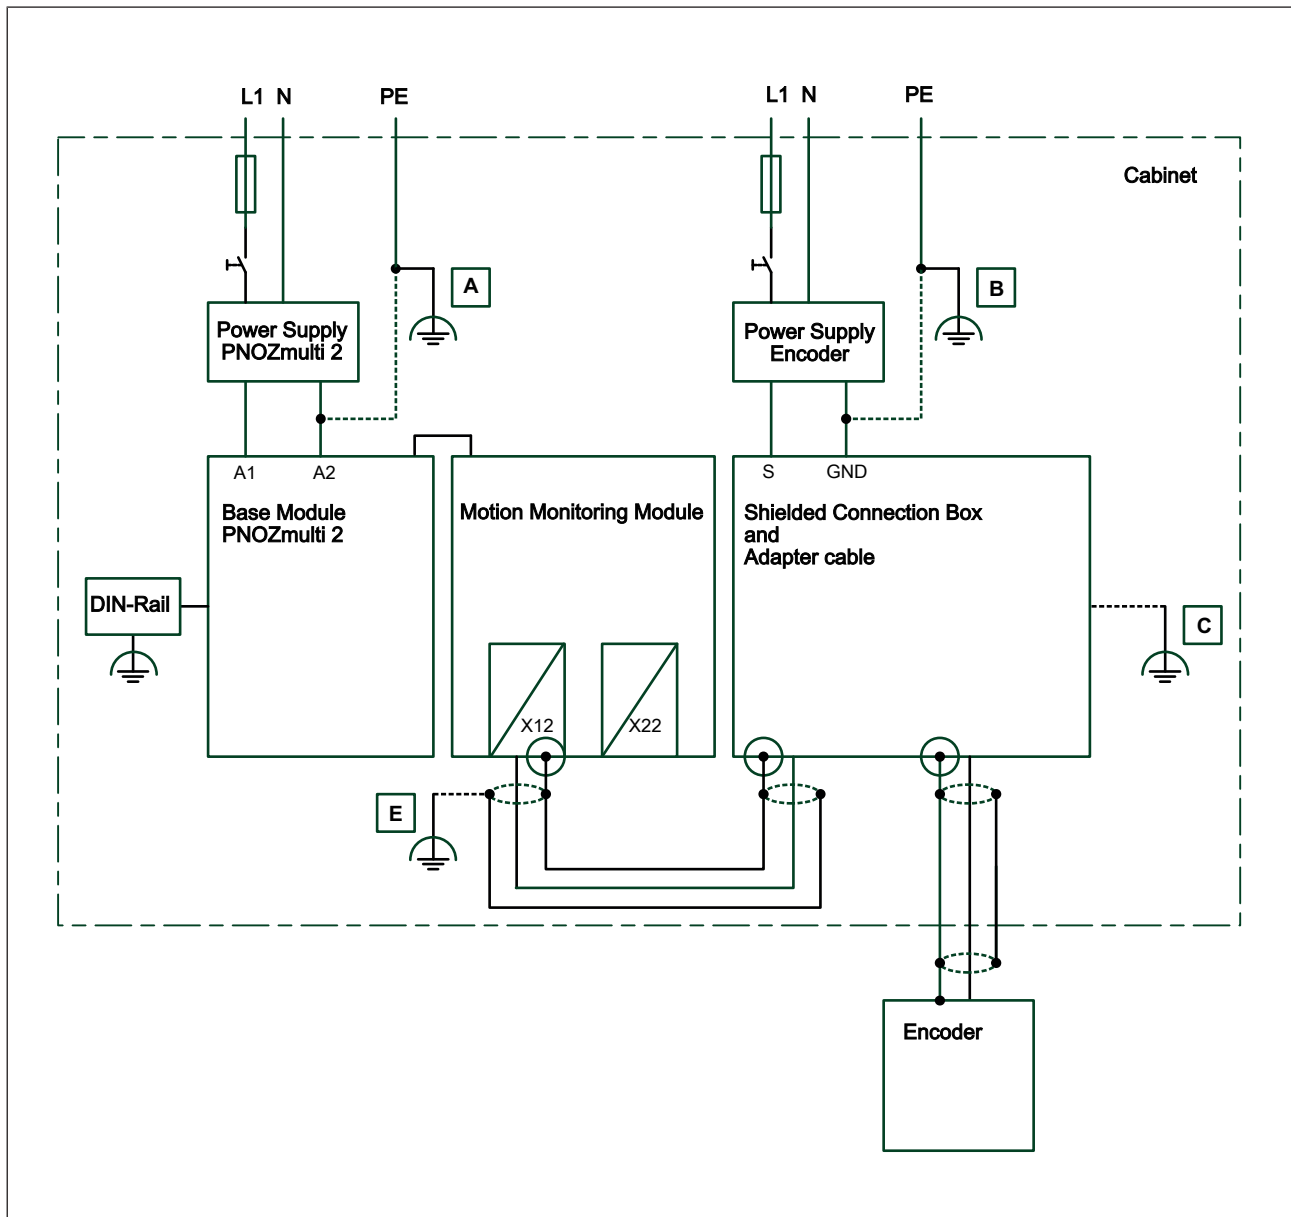 L1 N PE
L1 N PE
Cabinet
A
B
Power Supply
PNOZmulti 2
Power Supply
Encoder
A1 A2
S GND
Base Module
PNOZmulti 2
Motion Monitoring Module
Shielded Connection Box
and
Adapter cable
DIN-Rail
C
X12 X22
E
Encoder